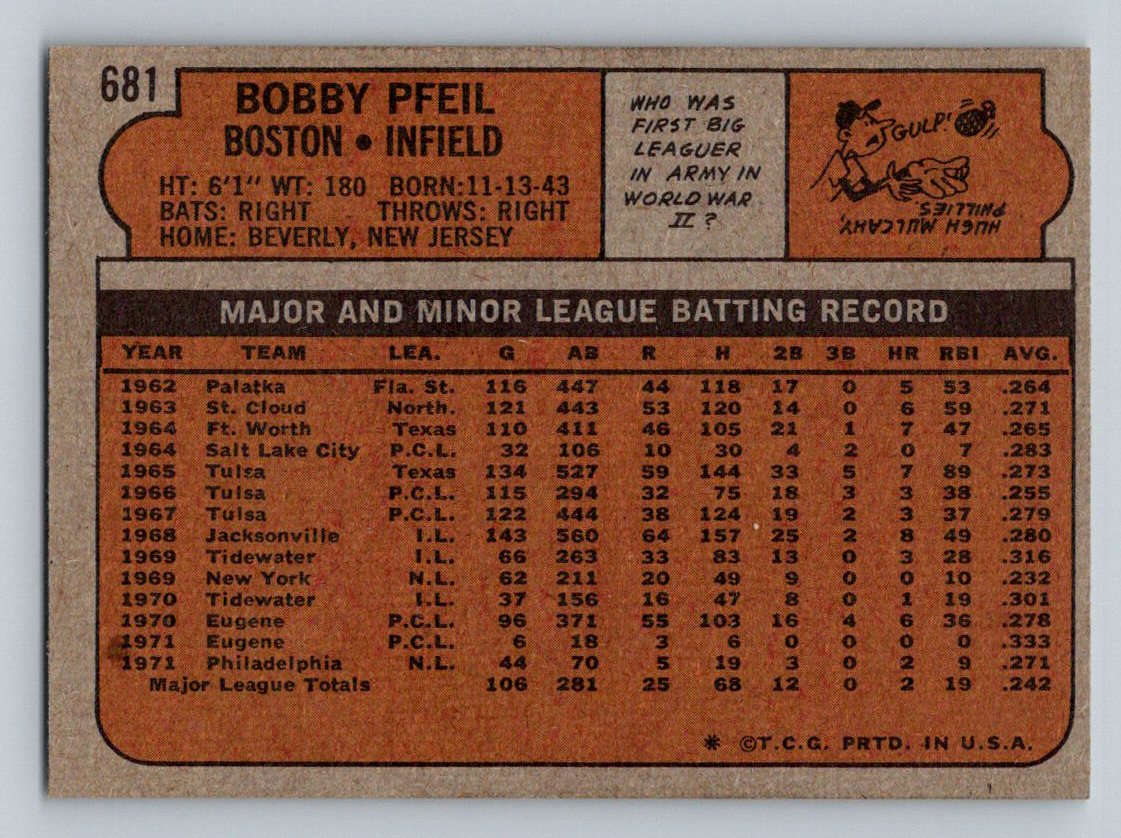 681
BOBBY PFEIL
BOSTON • INFIELD
HT: 6'1" WT: 180 BORN: 11-13-43
BATS: RIGHT THROWS: RIGHT
HOME: BEVERLY, NEW JERSEY
WHO WAS
FIRST BIG
LEAGUER
IN ARMY IN
WORLD WAR
II ?
GULP!
HUGH MULCAHY,
PHILLIES.
MAJOR AND MINOR LEAGUE BATTING RECORD
YEAR TEAM LEA. G AB R H 2B 3B HR RBI AVG.
1962 Palatka Fla. St. 116 447 44 118 17 0 5 53 .264
1963 St. Cloud North. 121 443 53 120 14 0 6 59 .271
1964 Ft. Worth Texas 110 411 46 105 21 1 7 47 .265
1964 Salt Lake City P.C.L. 32 106 10 30 4 2 0 7 .283
1965 Tulsa Texas 134 527 59 144 33 5 7 89 .273
1966 Tulsa P.C.L. 115 294 32 75 18 3 3 38 .255
1967 Tulsa P.C.L. 122 444 38 124 19 2 3 37 .279
1968 Jacksonville I.L. 143 560 64 157 25 2 8 49 .280
1969 Tidewater I.L. 66 263 33 83 13 0 3 28 .316
1969 New York N.L. 62 211 20 49 9 0 0 10 .232
1970 Tidewater I.L. 37 156 16 47 8 0 1 19 .301
1970 Eugene P.C.L. 96 371 55 103 16 4 6 36 .278
1971 Eugene P.C.L. 6 18 3 6 0 0 0 0 .333
1971 Philadelphia N.L. 44 70 5 19 3 0 2 9 .271
Major League Totals 106 281 25 68 12 0 2 19 .242
* ©T.C.G. PRTD. IN U.S.A.